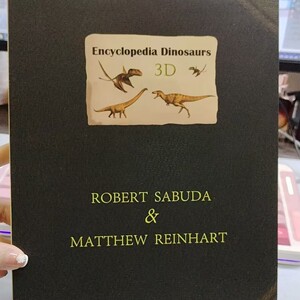 Encyclopedia Dinosaurs
3D
ROBERT SABUDA
&
MATTHEW REINHART